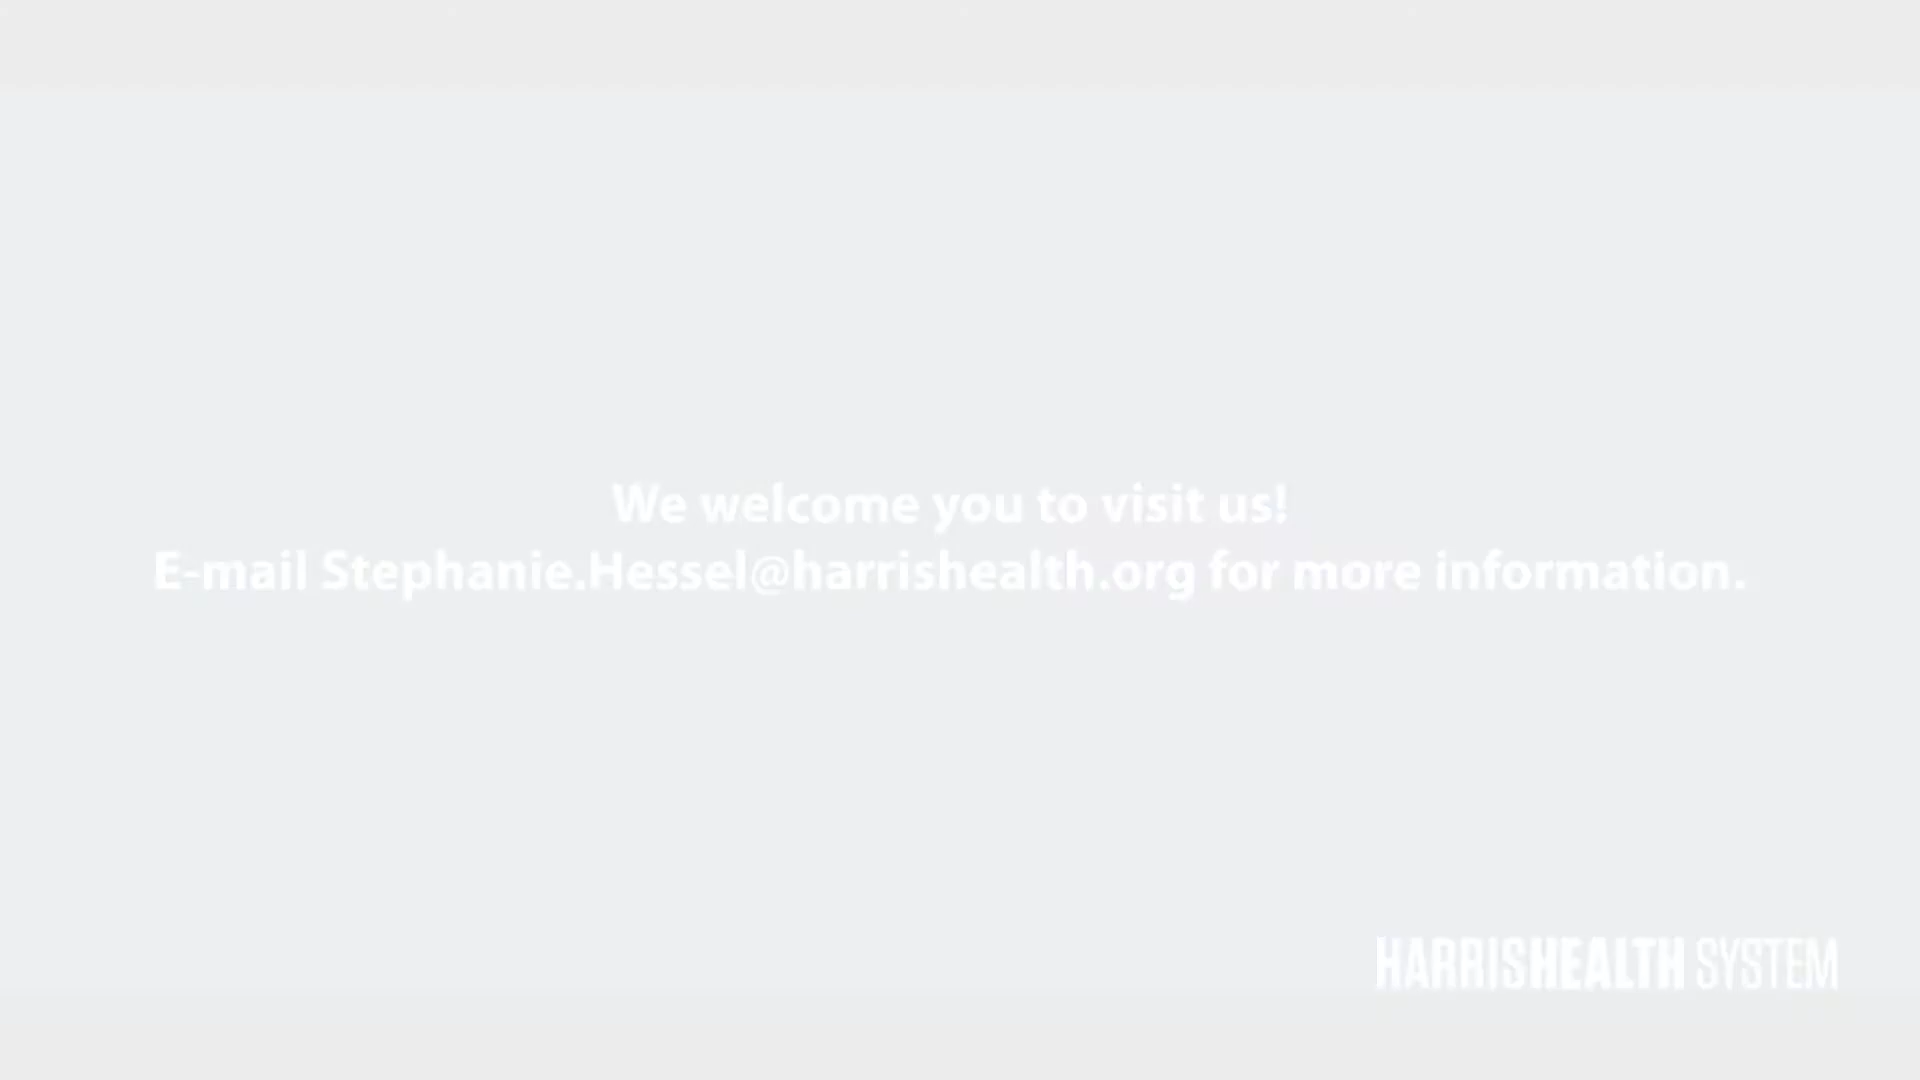 We welcome you to visit us!
E-mail Stephanie.Hessel@harrishealth.org for more information.
HARRISHEALTH SYSTEM